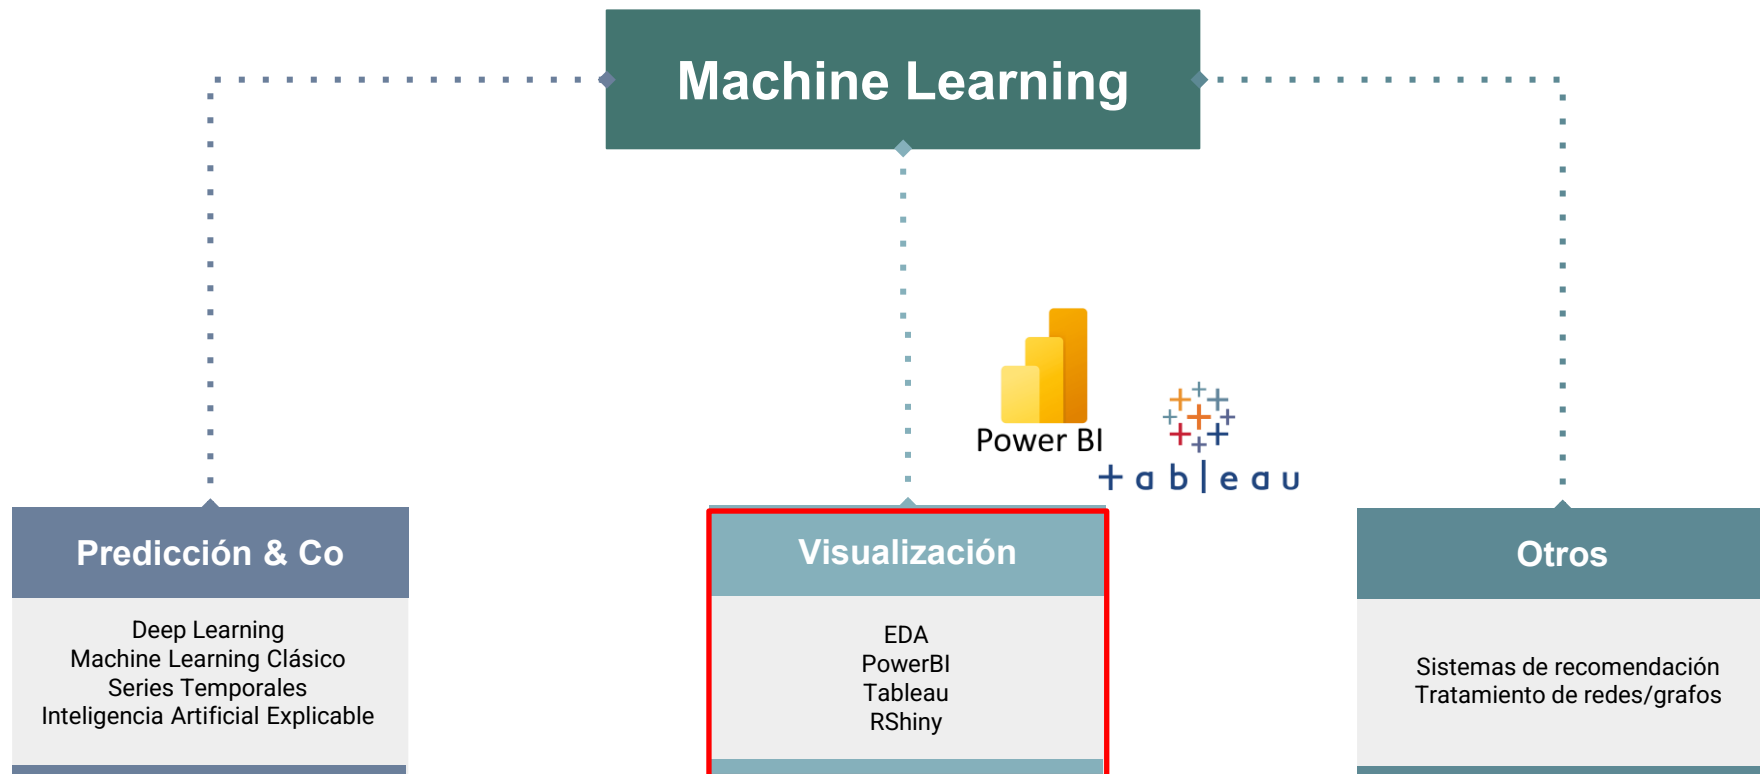 Machine Learning
Power BI
+ableau
Predicción & Co
Deep Learning
Machine Learning Clásico
Series Temporales
Inteligencia Artificial Explicable
Visualización
EDA
PowerBI
Tableau
RShiny
Otros
Sistemas de recomendación
Tratamiento de redes/grafos